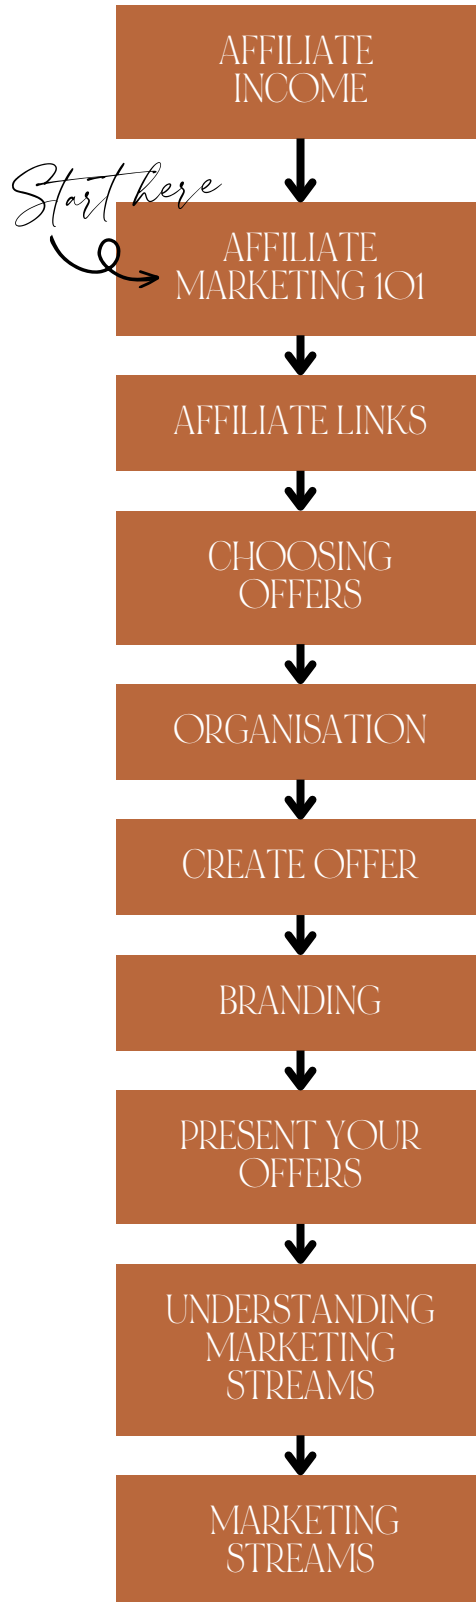 AFFILIATE
INCOME
Start here
AFFILIATE
MARKETING 101
AFFILIATE LINKS
CHOOSING
OFFERS
ORGANISATION
CREATE OFFER
BRANDING
PRESENT YOUR
OFFERS
UNDERSTANDING
MARKETING
STREAMS
MARKETING
STREAMS